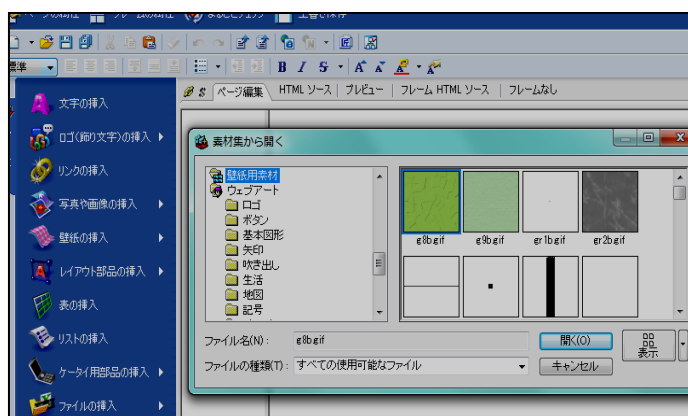 ページの属性 フレームの属性 まるごとチェック 上書き保存
標準
B I S A A A
ページ編集 HTML ソース プレビュー フレーム HTML ソース フレームなし
文字の挿入
ロゴ(飾り文字)の挿入
リンクの挿入
写真や画像の挿入
壁紙の挿入
レイアウト部品の挿入
表の挿入
リストの挿入
ケータイ用部品の挿入
ファイルの挿入
素材集から開く
壁紙用素材
ウェブアート
ロゴ
ボタン
基本図形
矢印
吹き出し
生活
地図
記号
g8b.gif g9b.gif gr1b.gif gr2b.gif
ファイル名(N): g8b.gif 開く(O)
ファイルの種類(T): すべての使用可能なファイル キャンセル
表示